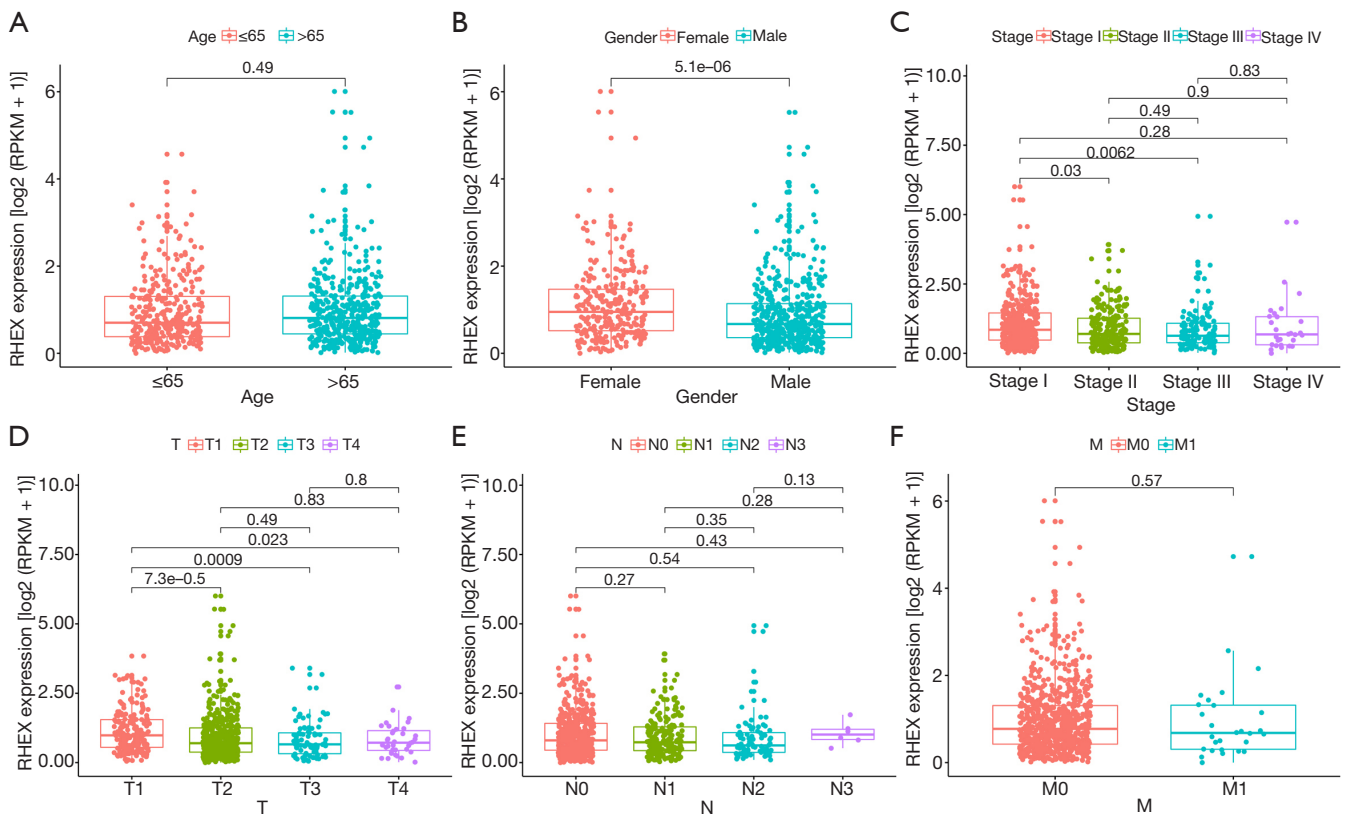 A
Age ≤65 >65
RHEX expression [log2 (RPKM + 1)]
6
4
2
0
0.49
≤65 >65
Age
B
Gender Female Male
RHEX expression [log2 (RPKM + 1)]
6
4
2
0
5.1e–06
Female Male
Gender
C
Stage Stage I Stage II Stage III Stage IV
RHEX expression [log2 (RPKM + 1)]
10.0
7.50
5.00
2.50
0.00
0.83
0.9
0.49
0.28
0.0062
0.03
Stage I Stage II Stage III Stage IV
Stage
D
T T1 T2 T3 T4
RHEX expression [log2 (RPKM + 1)]
10.0
7.50
5.00
2.50
0.00
0.8
0.83
0.49
0.023
0.0009
7.3e–0.5
T1 T2 T3 T4
T
E
N N0 N1 N2 N3
RHEX expression [log2 (RPKM + 1)]
10.0
7.50
5.00
2.50
0.00
0.13
0.28
0.35
0.43
0.54
0.27
N0 N1 N2 N3
N
F
M M0 M1
RHEX expression [log2 (RPKM + 1)]
6
4
2
0
0.57
M0 M1
M